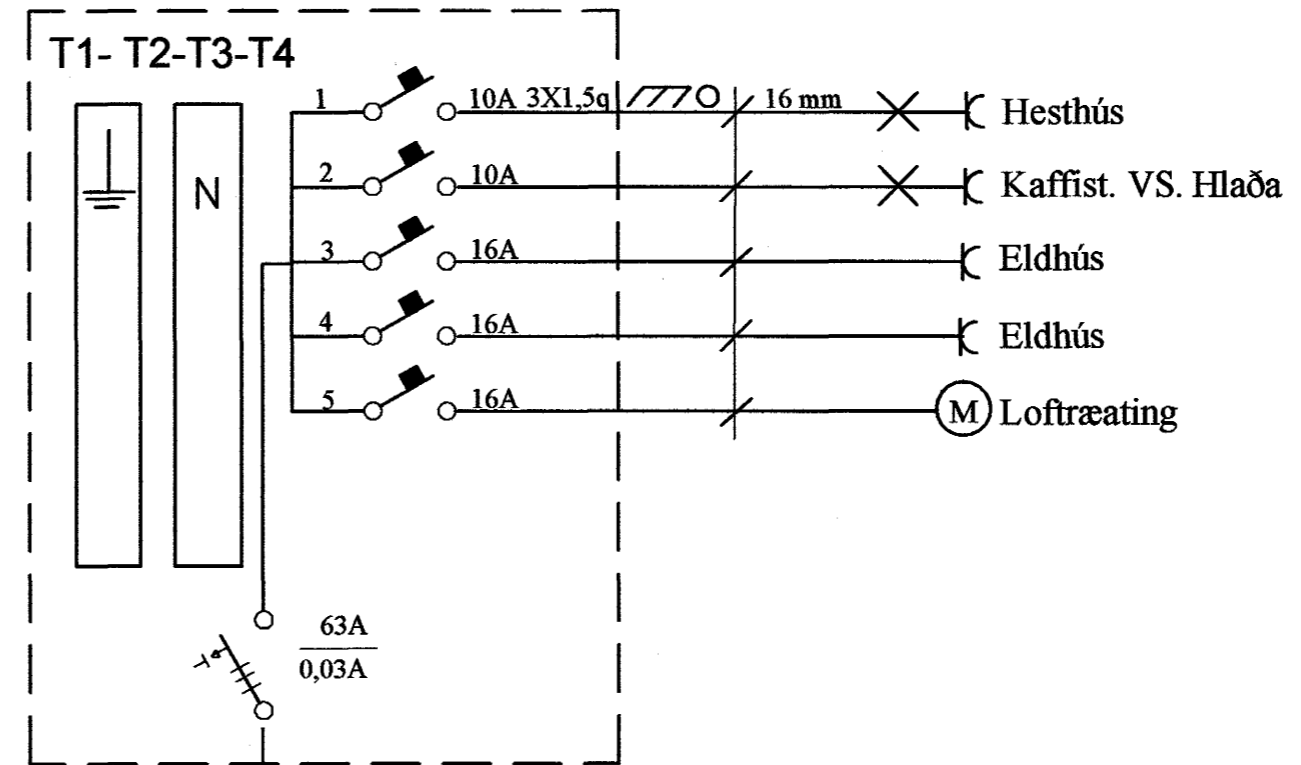 T1- T2-T3-T4
1 10A 3X1,5q 16 mm Hesthús
N 2 10A Kaffist. VS. Hlaða
3 16A Eldhús
4 16A Eldhús
5 16A M Loftræating
63A
0,03A